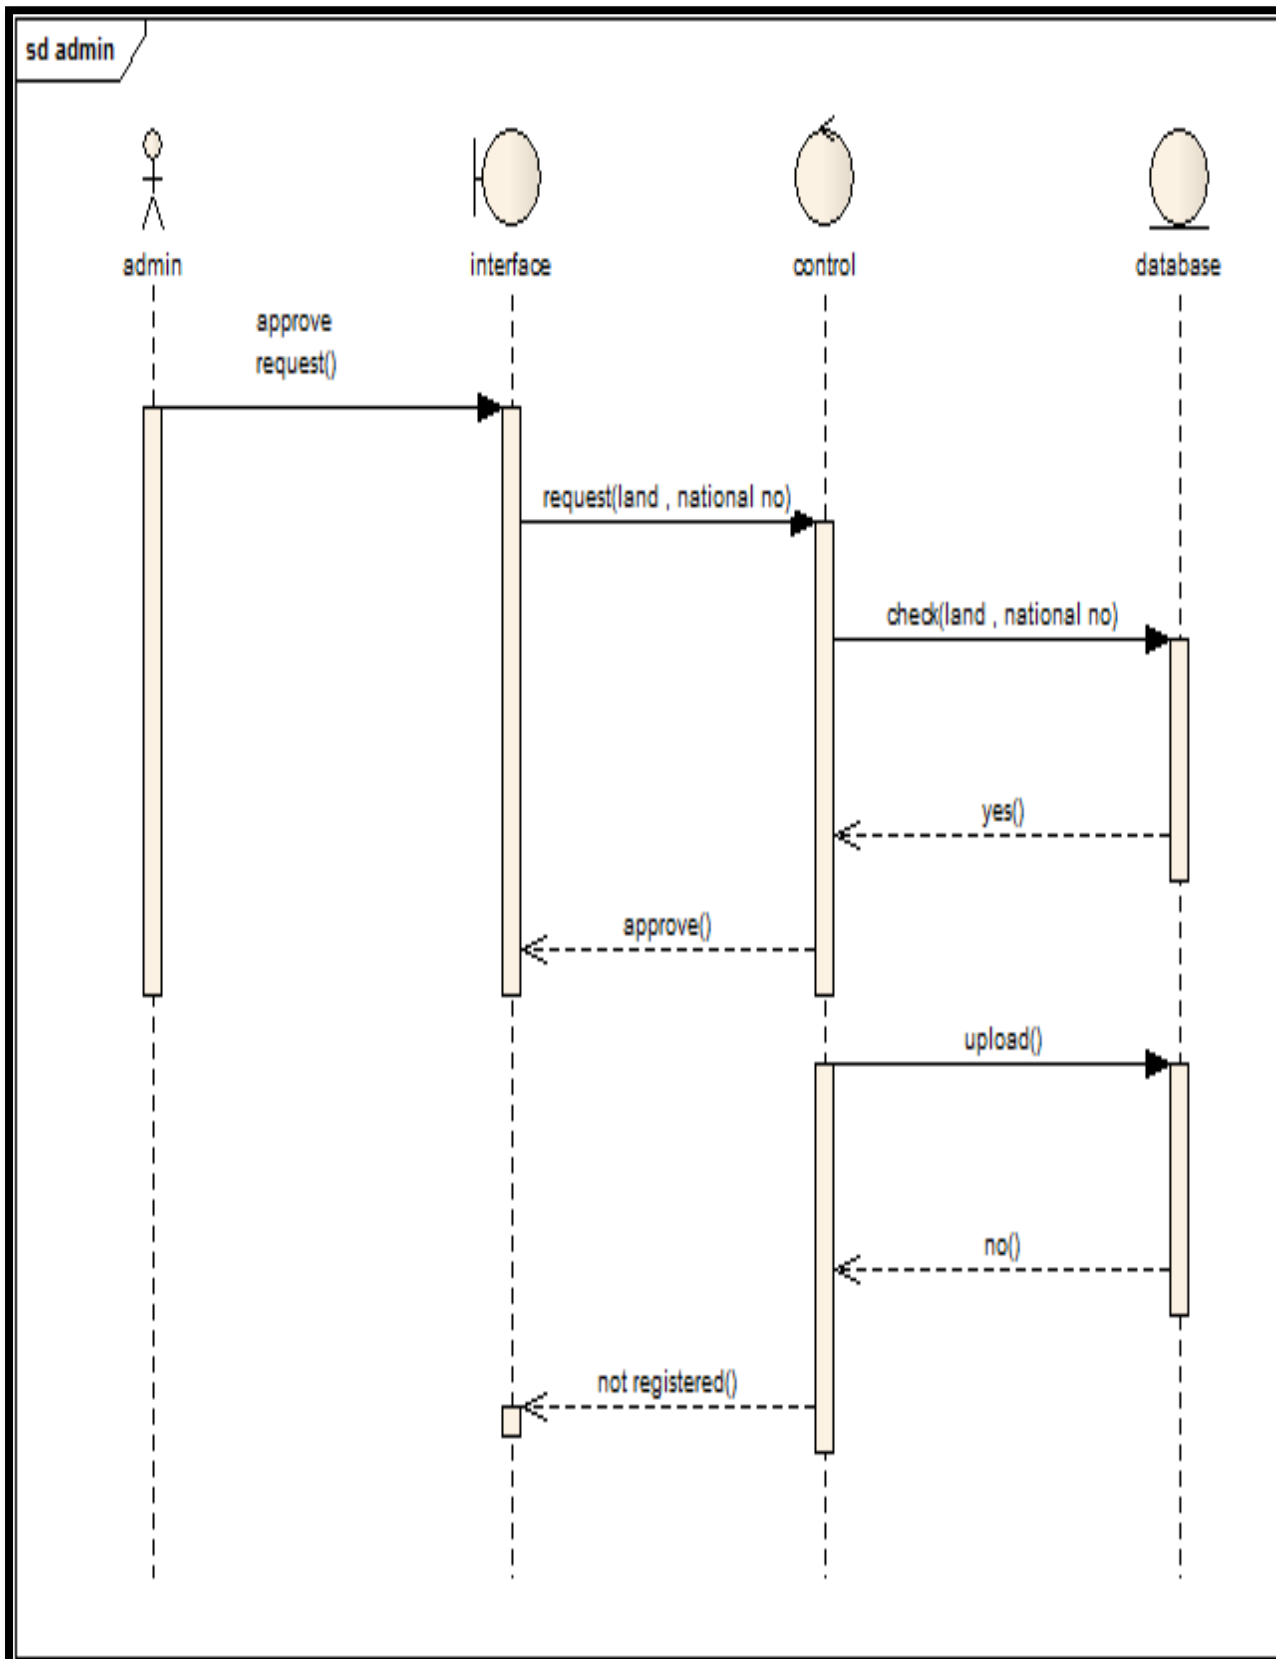 sd admin
admin
interface
control
database
approve
request()
request(land , national no)
check(land , national no)
yes()
approve()
upload()
no()
not registered()